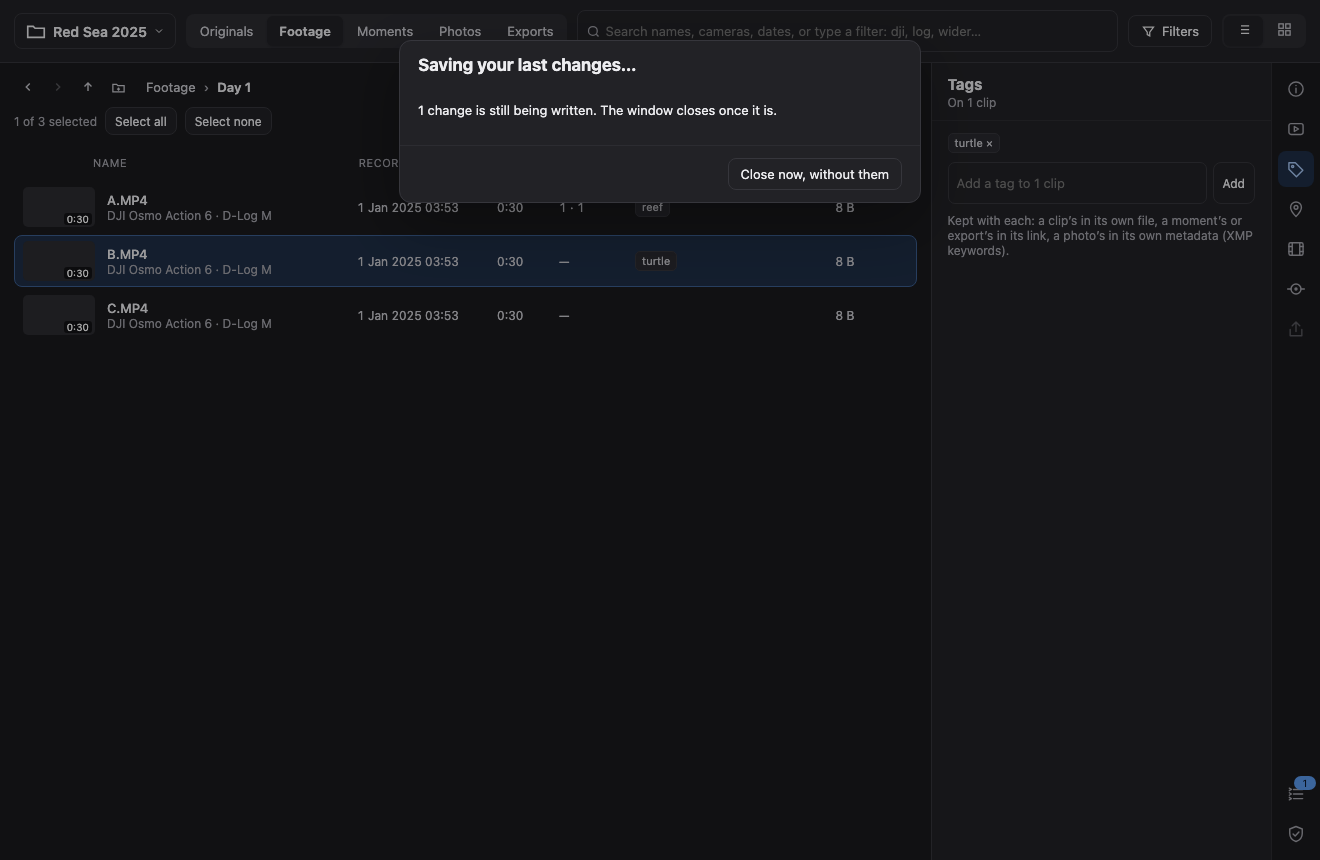 Red Sea 2025
Originals
Footage
Moments
Photos
Exports
Search names, cameras, dates, or type a filter: dji, log, wider…
Filters
Saving your last changes…
1 change is still being written. The window closes once it is.
Close now, without them
Footage › Day 1
1 of 3 selected
Select all
Select none
NAME
RECOR
0:30
A.MP4
DJI Osmo Action 6 · D-Log M
1 Jan 2025 03:53
0:30
1 · 1
reef
8 B
0:30
B.MP4
DJI Osmo Action 6 · D-Log M
1 Jan 2025 03:53
0:30
—
turtle
8 B
0:30
C.MP4
DJI Osmo Action 6 · D-Log M
1 Jan 2025 03:53
0:30
—
8 B
Tags
On 1 clip
turtle ×
Add a tag to 1 clip
Add
Kept with each: a clip’s in its own file, a moment’s or
export’s in its link, a photo’s in its own metadata (XMP
keywords).
1